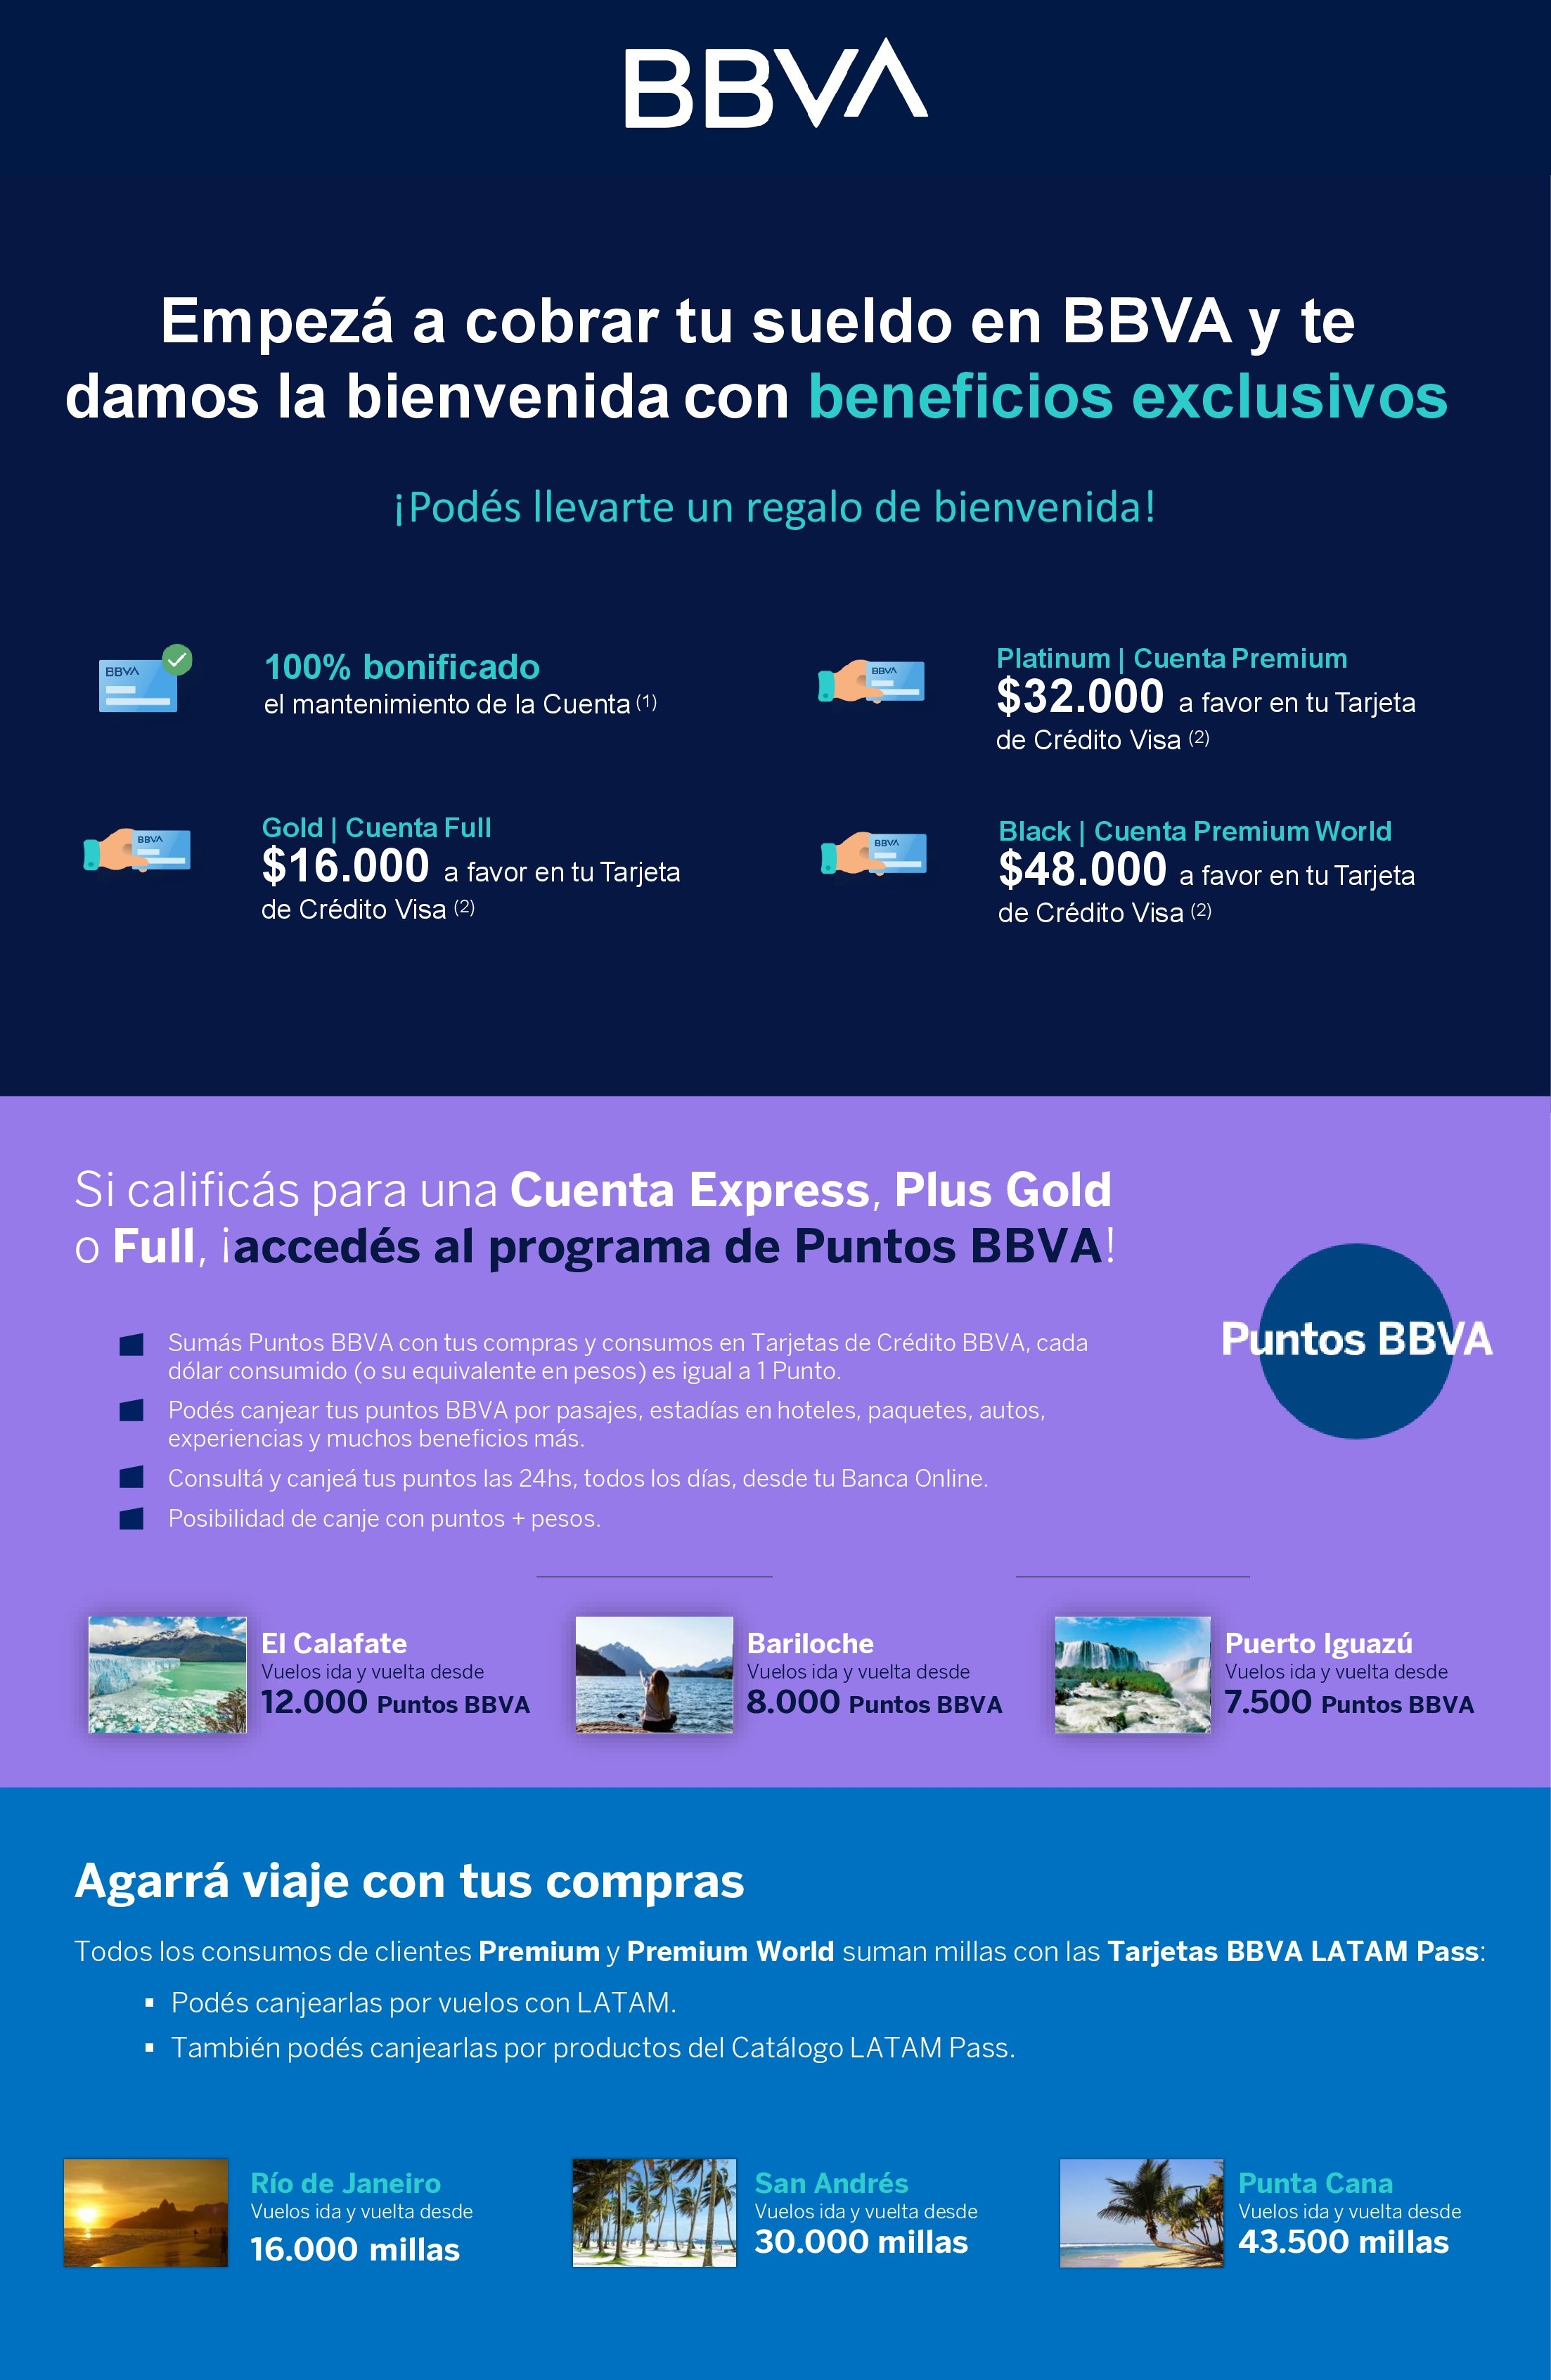 BBVA
Empezá a cobrar tu sueldo en BBVA y te
damos la bienvenida con beneficios exclusivos
¡Podés llevarte un regalo de bienvenida!
BBVA
100% bonificado
el mantenimiento de la Cuenta (1)
BBVA
Platinum | Cuenta Premium
$32.000 a favor en tu Tarjeta
de Crédito Visa (2)
BBVA
Gold | Cuenta Full
$16.000 a favor en tu Tarjeta
de Crédito Visa (2)
BBVA
Black | Cuenta Premium World
$48.000 a favor en tu Tarjeta
de Crédito Visa (2)
Si calificás para una Cuenta Express, Plus Gold
o Full, ¡accedés al programa de Puntos BBVA!
Sumás Puntos BBVA con tus compras y consumos en Tarjetas de Crédito BBVA, cada
dólar consumido (o su equivalente en pesos) es igual a 1 Punto.
Podés canjear tus puntos BBVA por pasajes, estadías en hoteles, paquetes, autos,
experiencias y muchos beneficios más.
Consultá y canjeá tus puntos las 24hs, todos los días, desde tu Banca Online.
Posibilidad de canje con puntos + pesos.
Puntos BBVA
El Calafate
Vuelos ida y vuelta desde
12.000 Puntos BBVA
Bariloche
Vuelos ida y vuelta desde
8.000 Puntos BBVA
Puerto Iguazú
Vuelos ida y vuelta desde
7.500 Puntos BBVA
Agarrá viaje con tus compras
Todos los consumos de clientes Premium y Premium World suman millas con las Tarjetas BBVA LATAM Pass:
▪ Podés canjearlas por vuelos con LATAM.
▪ También podés canjearlas por productos del Catálogo LATAM Pass.
Río de Janeiro
Vuelos ida y vuelta desde
16.000 millas
San Andrés
Vuelos ida y vuelta desde
30.000 millas
Punta Cana
Vuelos ida y vuelta desde
43.500 millas